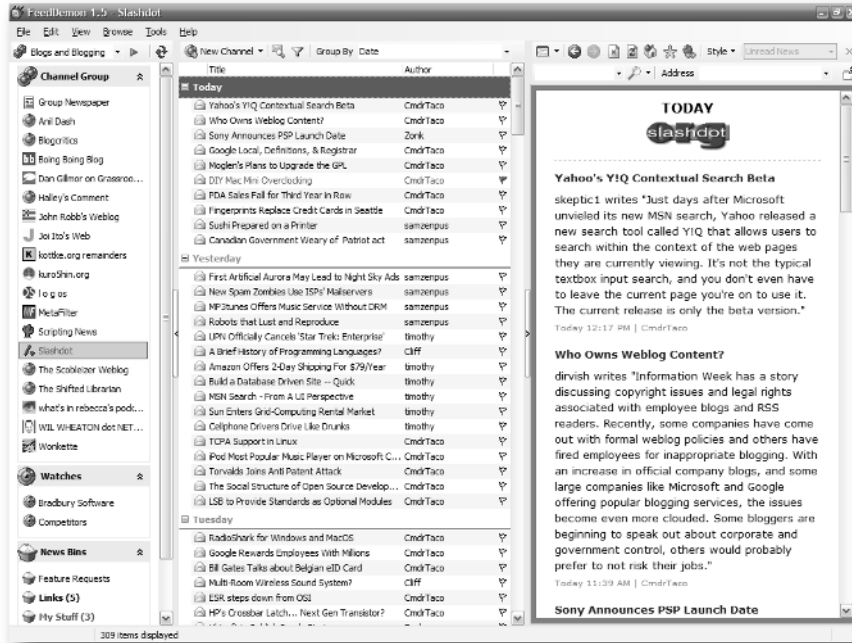 FeedDemon 1.5 - Slashdot
File Edit View Browse Tools Help
Blogs and Blogging
New Channel
Group By Date
Style
Unread News
Address
Channel Group
Group Newspaper
Anil Dash
Blogcritics
Boing Boing Blog
Dan Gilmor on Grassroo...
Halley's Comment
John Robb's Weblog
Joi Ito's Web
kottke.org remainders
kuro5hin.org
l o g o s
MetaFilter
Scripting News
Slashdot
The Scobleizer Weblog
The Shifted Librarian
what's in rebecca's pock...
WIL WHEATON dot NET...
Wonkette
Watches
Bradbury Software
Competitors
News Bins
Feature Requests
Links (5)
My Stuff (3)
Title Author
Today
Yahoo's Y!Q Contextual Search Beta CmdrTaco
Who Owns Weblog Content? CmdrTaco
Sony Announces PSP Launch Date Zonk
Google Local, Definitions, & Registrar CmdrTaco
Moglen's Plans to Upgrade the GPL CmdrTaco
DIY Mac Mini Overclocking CmdrTaco
PDA Sales Fall for Third Year in Row CmdrTaco
Fingerprints Replace Credit Cards in Seattle CmdrTaco
Sushi Prepared on a Printer samzenpus
Canadian Government Weary of Patriot act samzenpus
Yesterday
First Artificial Aurora May Lead to Night Sky Ads samzenpus
New Spam Zombies Use ISPs' Mailservers samzenpus
MP3tunes Offers Music Service Without DRM samzenpus
Robots that Lust and Reproduce samzenpus
UPN Officially Cancels 'Star Trek: Enterprise' timothy
A Brief History of Programming Languages? Cliff
Amazon Offers 2-Day Shipping For $79/Year timothy
Build a Database Driven Site -- Quick timothy
MSN Search - From A UI Perspective timothy
Sun Enters Grid-Computing Rental Market timothy
Cellphone Drivers Drive Like Drunks timothy
TCPA Support in Linux CmdrTaco
iPod Most Popular Music Player on Microsoft C... CmdrTaco
Torvalds Joins Anti Patent Attack CmdrTaco
The Social Structure of Open Source Develop... CmdrTaco
LSB to Provide Standards as Optional Modules CmdrTaco
Tuesday
RadioShark for Windows and MacOS CmdrTaco
Google Rewards Employees With Millions CmdrTaco
Bill Gates Talks about Belgian eID Card CmdrTaco
Multi-Room Wireless Sound System? Cliff
ESR steps down from OSI CmdrTaco
HP's Crossbar Latch... Next Gen Transistor? CmdrTaco
TODAY
slashdot
org
Yahoo's Y!Q Contextual Search Beta
skeptic1 writes "Just days after Microsoft
unvieled its new MSN search, Yahoo released a
new search tool called Y!Q that allows users to
search within the context of the web pages
they are currently viewing. It's not the typical
textbox input search, and you don't even have
to leave the current page you're on to use it.
The current release is only the beta version."
Today 12:17 PM | CmdrTaco
Who Owns Weblog Content?
dirvish writes "Information Week has a story
discussing copyright issues and legal rights
associated with employee blogs and RSS
readers. Recently, some companies have come
out with formal weblog policies and others have
fired employees for inappropriate blogging. With
an increase in official company blogs, and some
large companies like Microsoft and Google
offering popular blogging services, the issues
become even more clouded. Some bloggers are
beginning to speak out about corporate and
government control, others would probably
prefer to not risk their jobs."
Today 11:39 AM | CmdrTaco
Sony Announces PSP Launch Date
309 items displayed